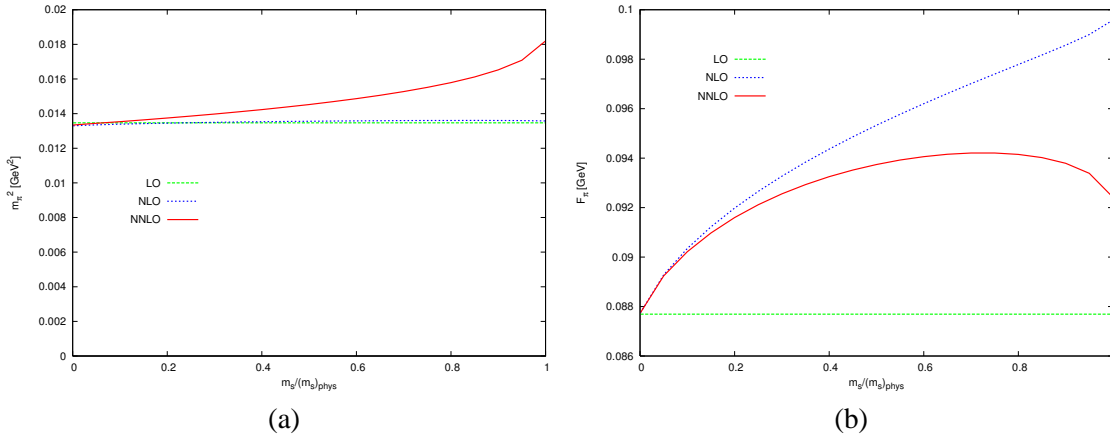 0.02
0.018
0.016
0.014
0.012
0.01
0.008
0.006
0.004
0.002
0
m_π^2 [GeV^2]
LO
NLO
NNLO
0 0.2 0.4 0.6 0.8 1
m_s/(m_s)_phys
(a)
0.1
0.098
0.096
0.094
0.092
0.09
0.088
0.086
F_π [GeV]
LO
NLO
NNLO
0 0.2 0.4 0.6 0.8
m_s/(m_s)_phys
(b)